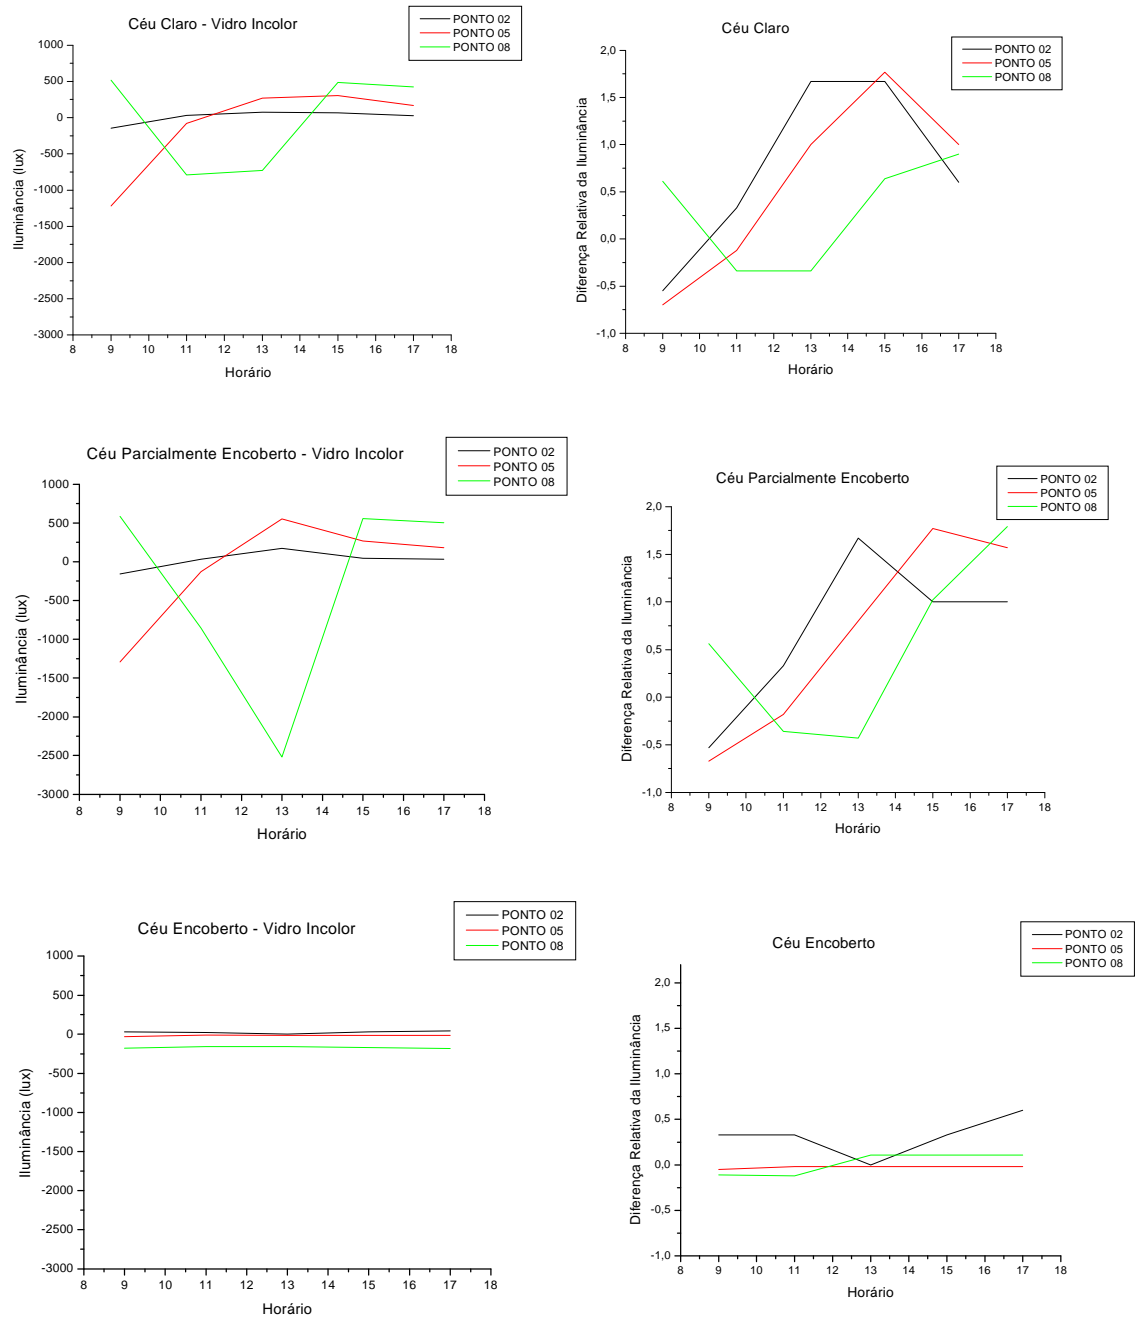 Céu Claro - Vidro Incolor
PONTO 02
PONTO 05
PONTO 08
1000
500
0
-500
-1000
-1500
-2000
-2500
-3000
Iluminância (lux)
8 9 10 11 12 13 14 15 16 17 18
Horário
Céu Claro
PONTO 02
PONTO 05
PONTO 08
2,0
1,5
1,0
0,5
0,0
-0,5
-1,0
Diferença Relativa da Iluminância
8 9 10 11 12 13 14 15 16 17 18
Horário
Céu Parcialmente Encoberto - Vidro Incolor
PONTO 02
PONTO 05
PONTO 08
1000
500
0
-500
-1000
-1500
-2000
-2500
-3000
Iluminância (lux)
8 9 10 11 12 13 14 15 16 17 18
Horário
Céu Parcialmente Encoberto
PONTO 02
PONTO 05
PONTO 08
2,0
1,5
1,0
0,5
0,0
-0,5
-1,0
Diferença Relativa da Iluminância
8 9 10 11 12 13 14 15 16 17 18
Horário
Céu Encoberto - Vidro Incolor
PONTO 02
PONTO 05
PONTO 08
1000
500
0
-500
-1000
-1500
-2000
-2500
-3000
Iluminância (lux)
8 9 10 11 12 13 14 15 16 17 18
Horário
Céu Encoberto
PONTO 02
PONTO 05
PONTO 08
2,0
1,5
1,0
0,5
0,0
-0,5
-1,0
Diferença Relativa da Iluminância
8 9 10 11 12 13 14 15 16 17 18
Horário